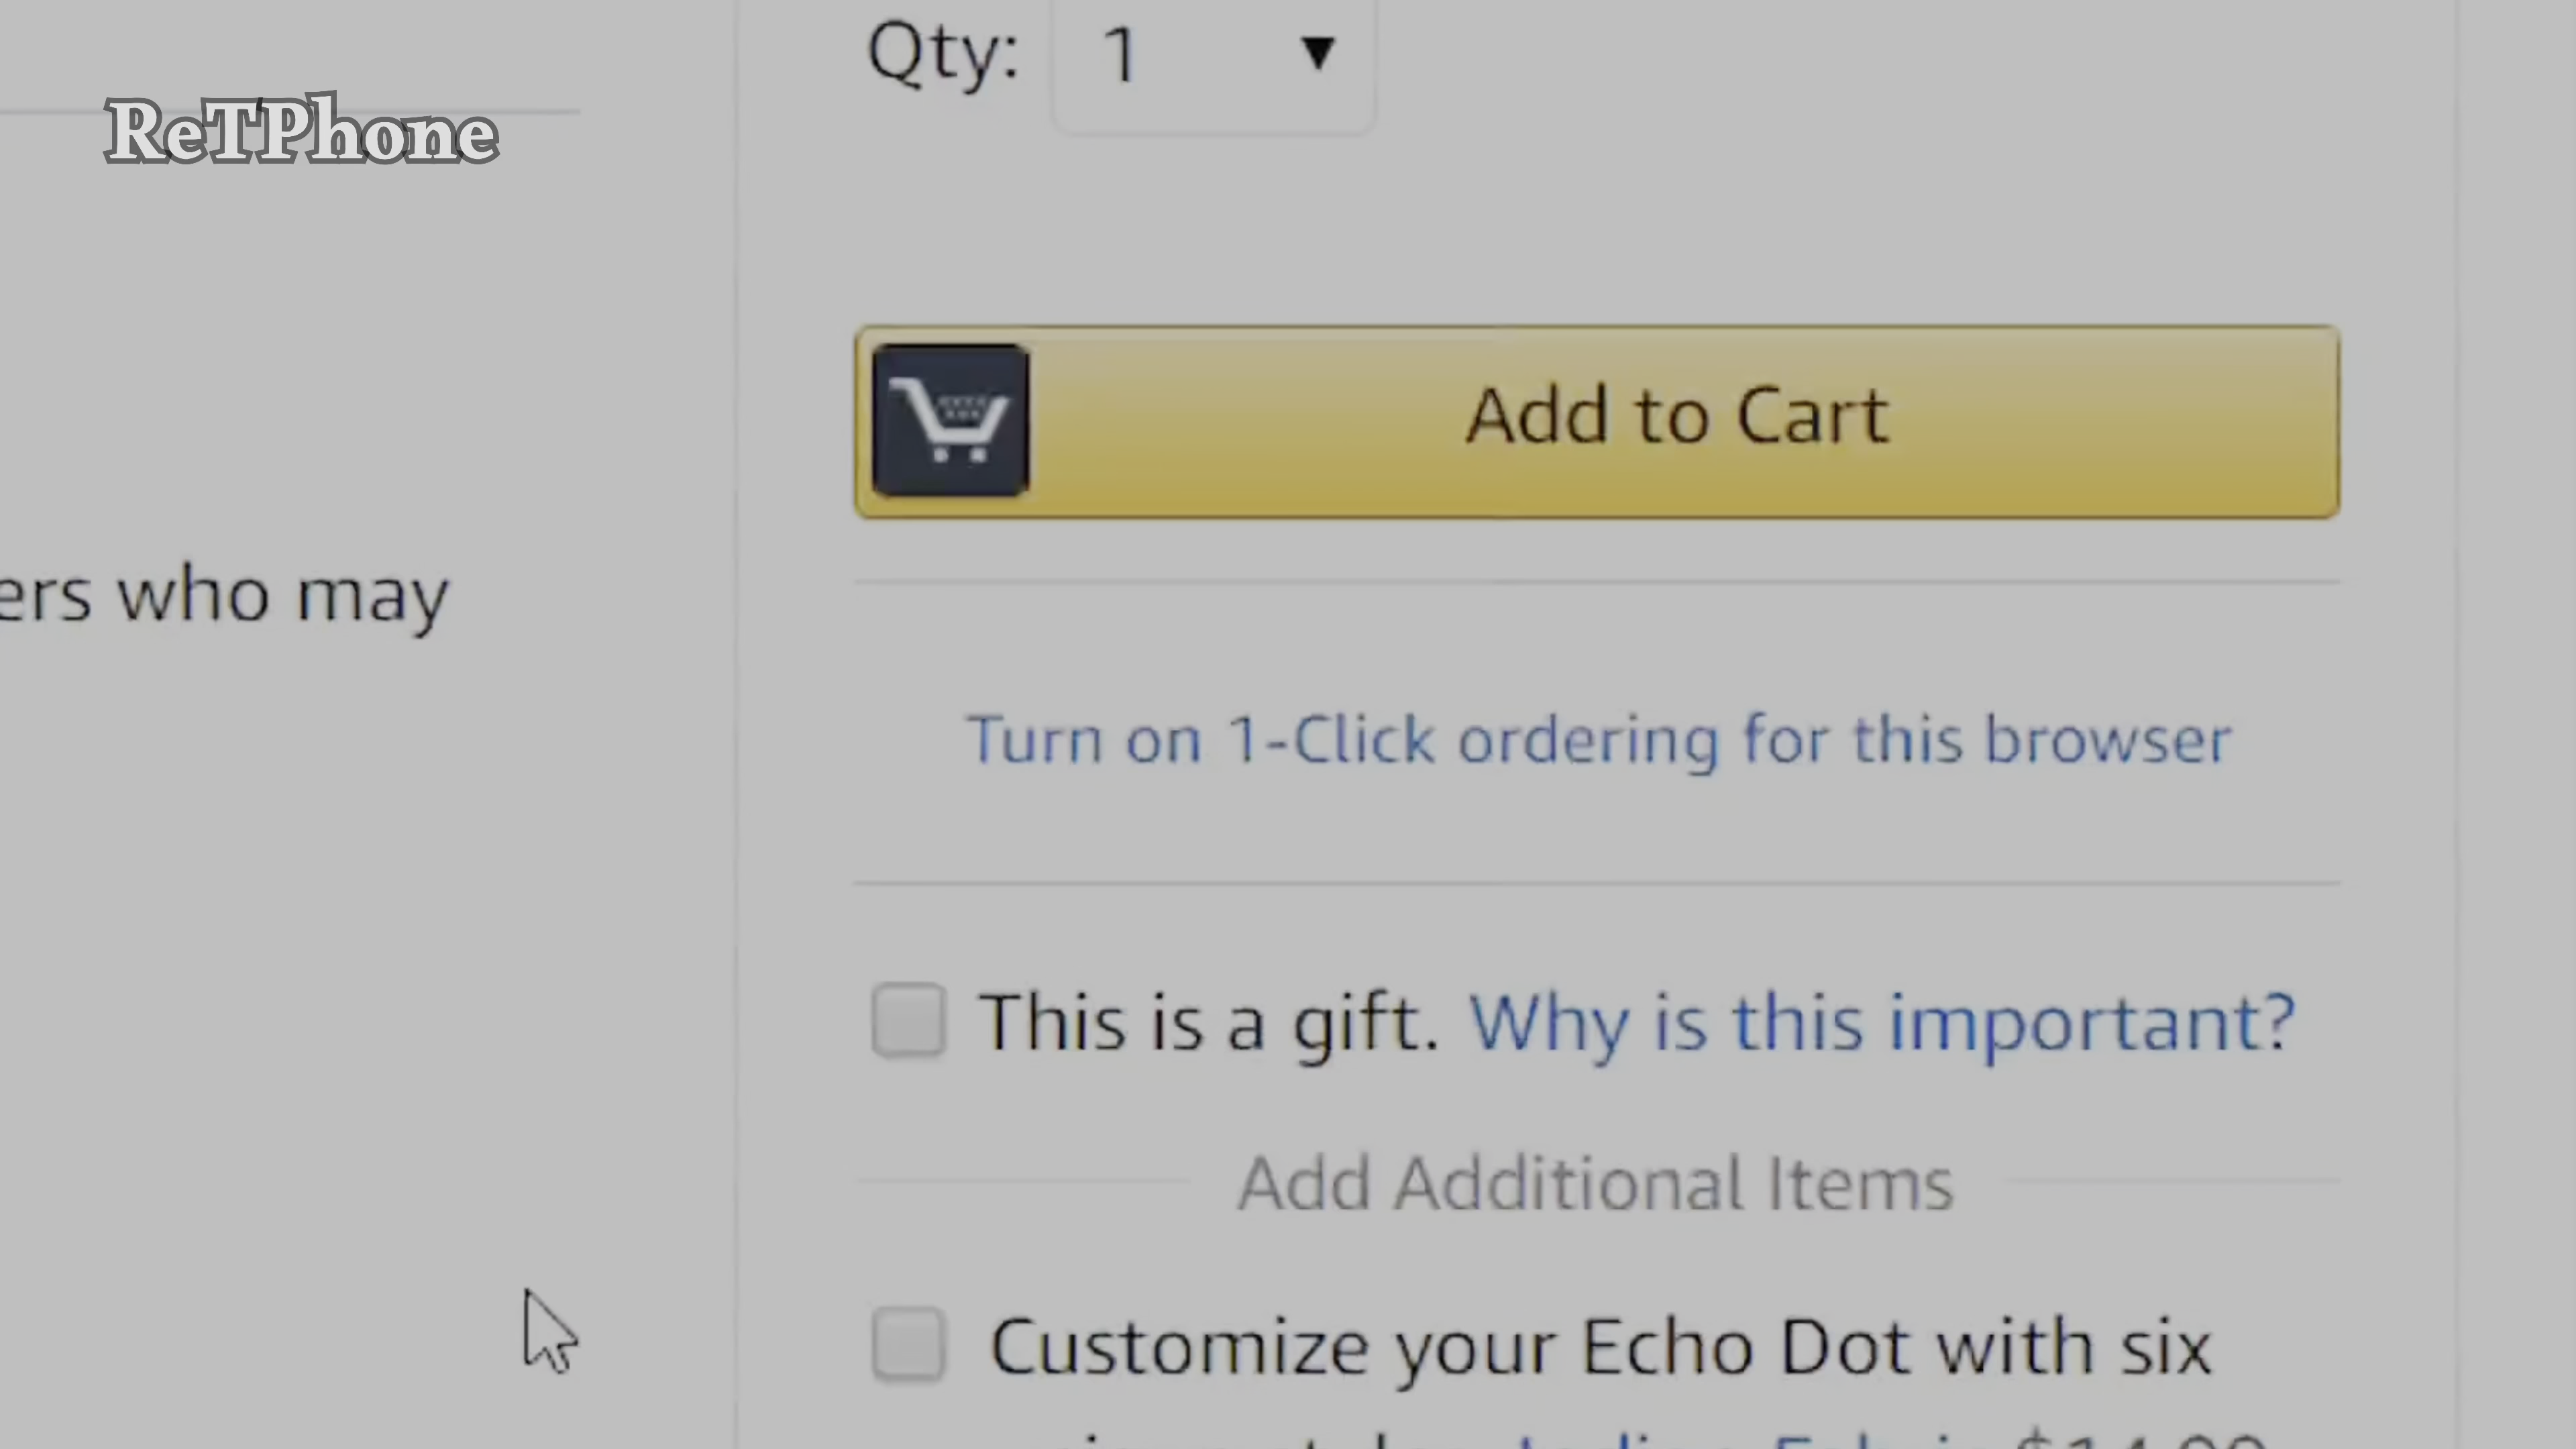 Qty: 1
ReTPhone
Add to Cart
ers who may
Turn on 1-Click ordering for this browser
This is a gift. Why is this important?
Add Additional Items
Customize your Echo Dot with six